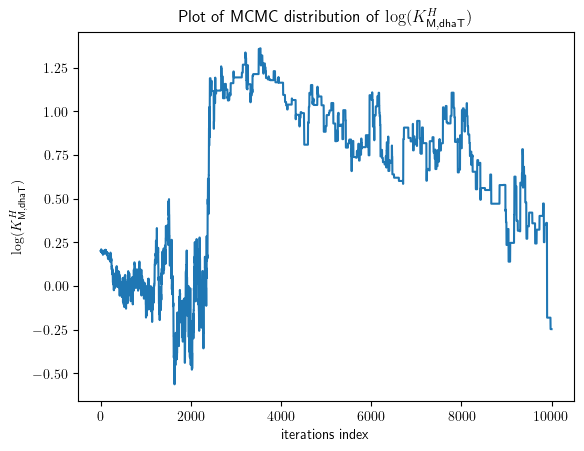 Plot of MCMC distribution of log(K^H_{M,dhaT})
log(K^H_{M,dhaT})
1.25
1.00
0.75
0.50
0.25
0.00
−0.25
−0.50
0 2000 4000 6000 8000 10000
iterations index